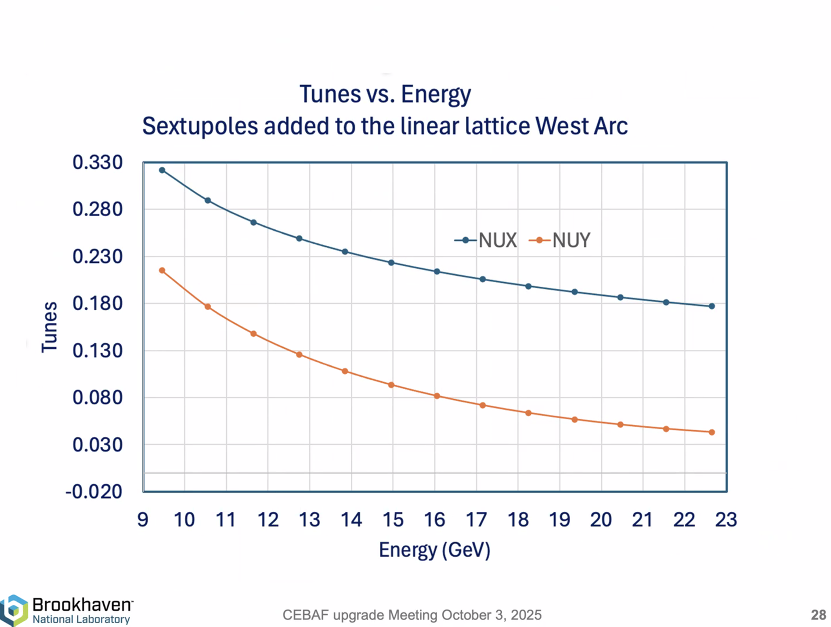 Tunes vs. Energy
Sextupoles added to the linear lattice West Arc
0.330
0.280
0.230
0.180
0.130
0.080
0.030
-0.020
Tunes
NUX NUY
9 10 11 12 13 14 15 16 17 18 19 20 21 22 23
Energy (GeV)
Brookhaven™
National Laboratory
CEBAF upgrade Meeting October 3, 2025
28